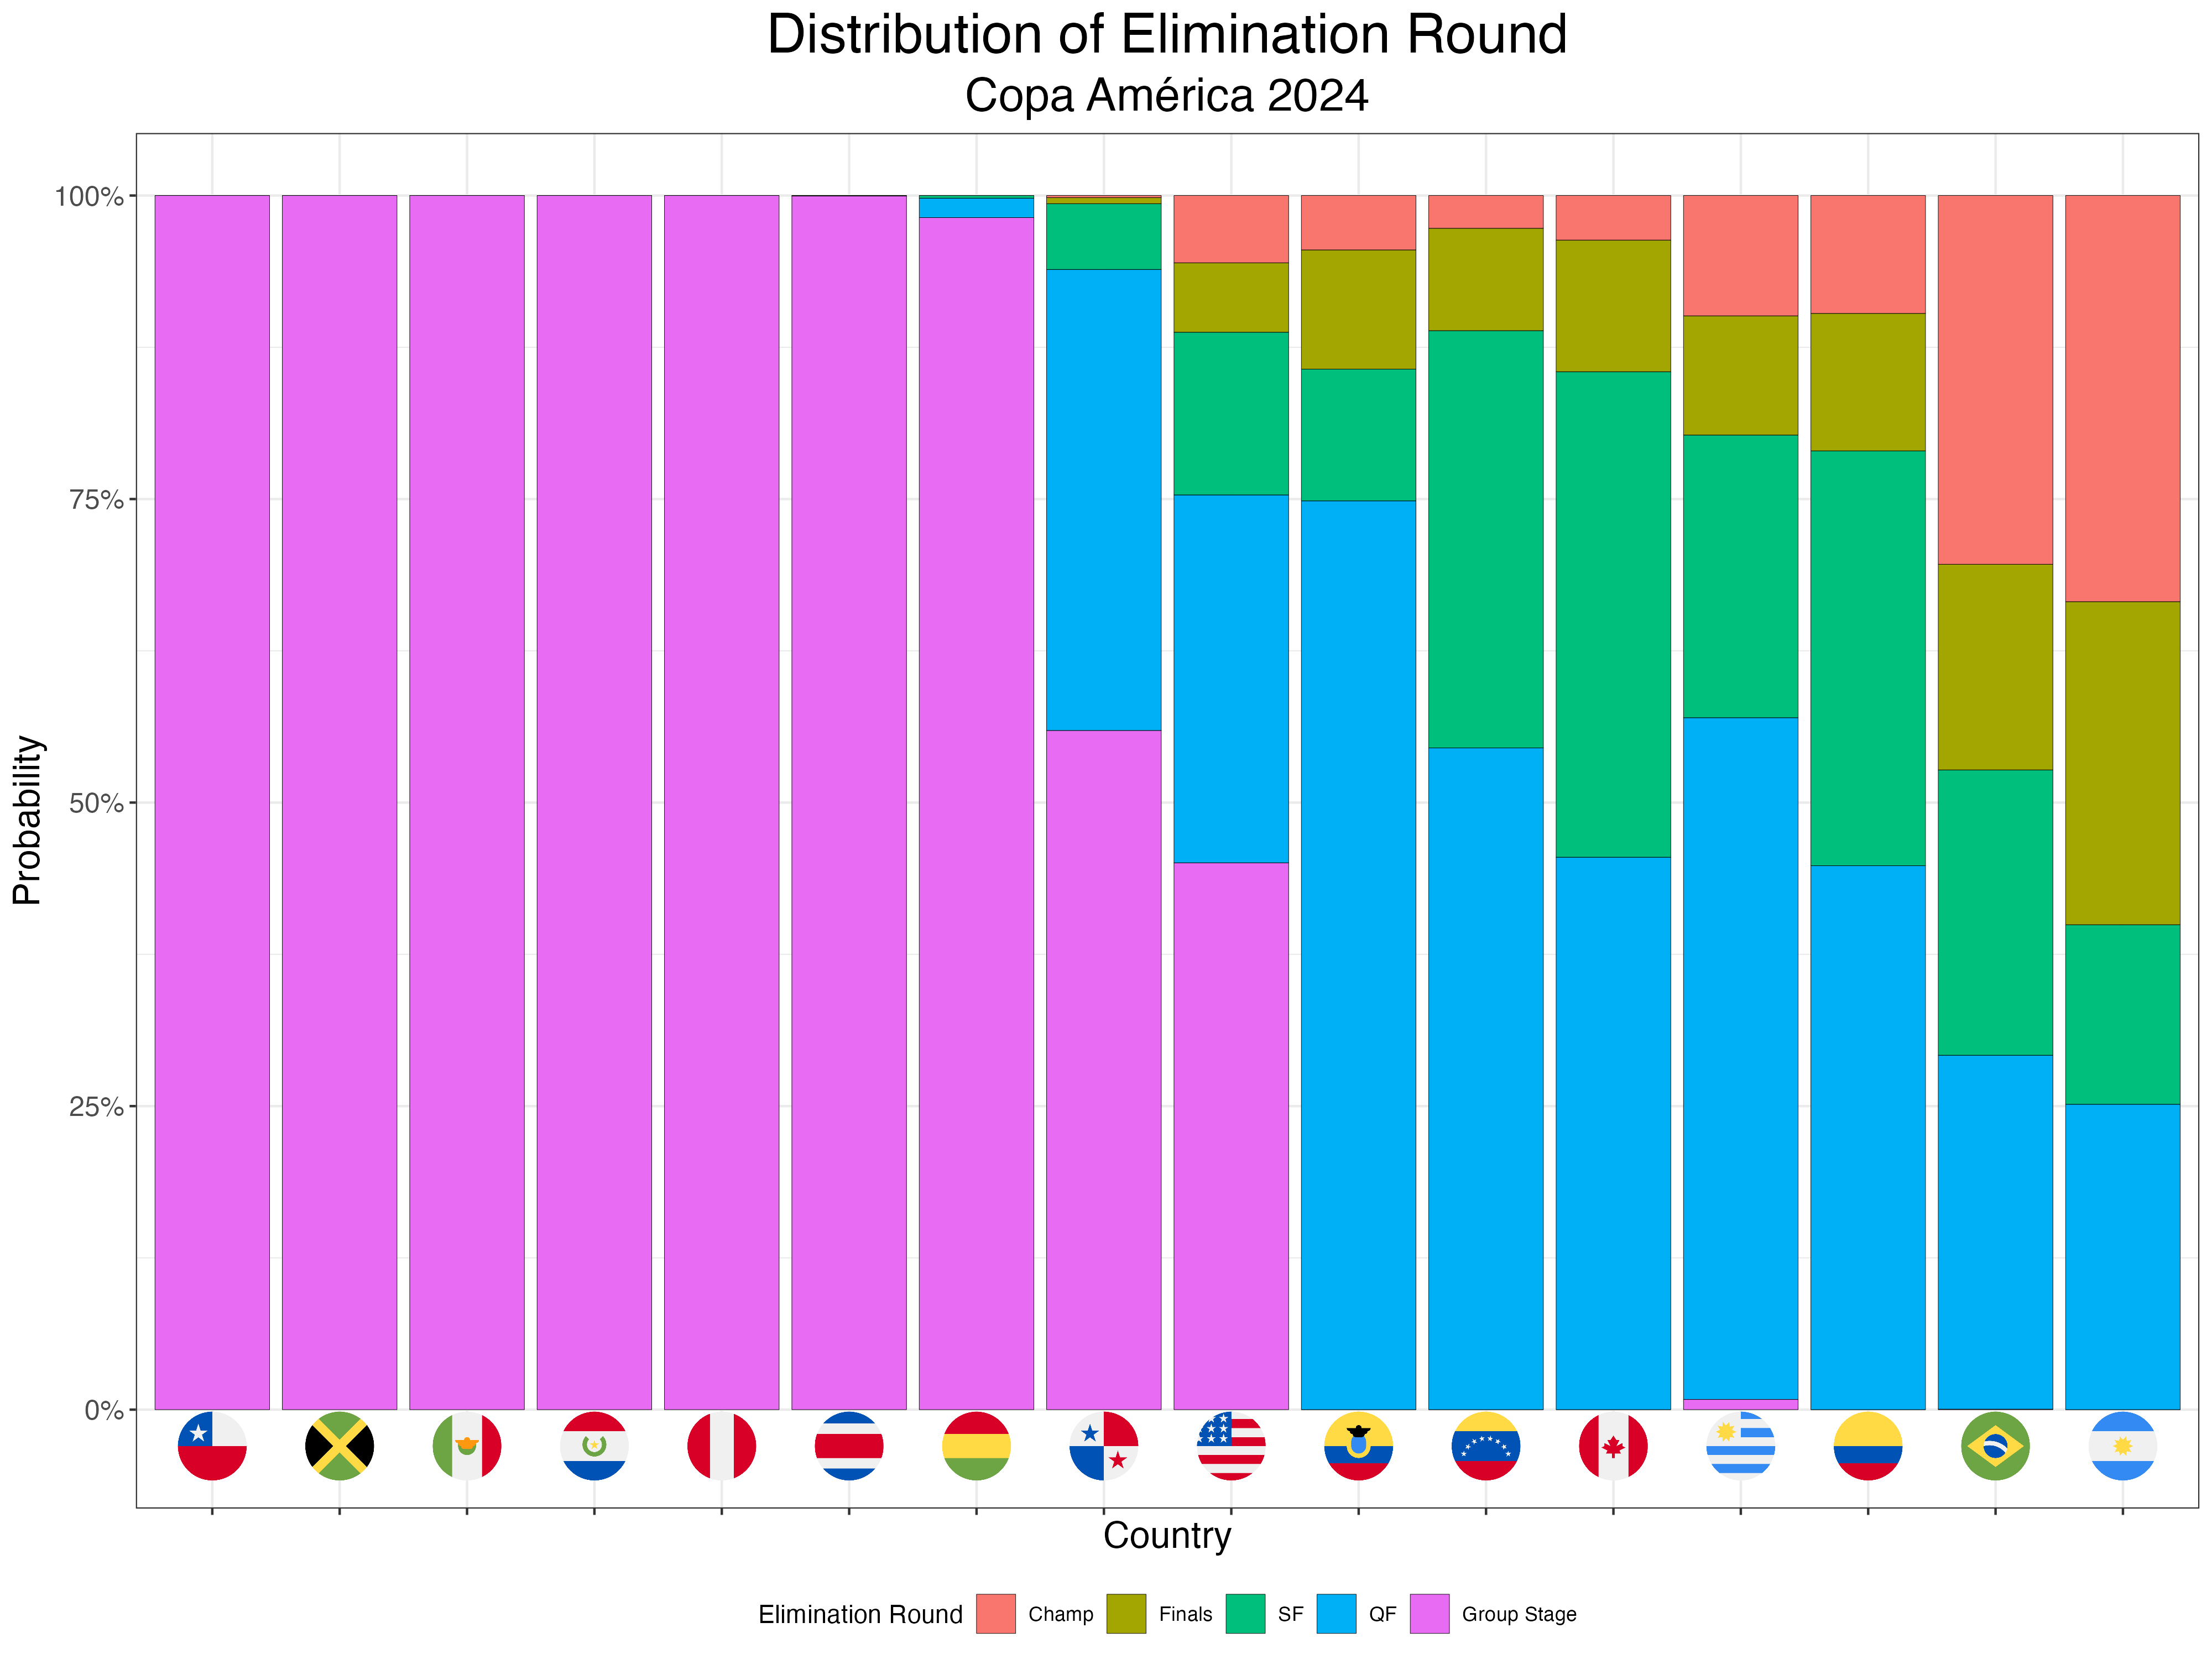 Distribution of Elimination Round
Copa América 2024
Probability
100%
75%
50%
25%
0%
Country
Elimination Round Champ Finals SF QF Group Stage